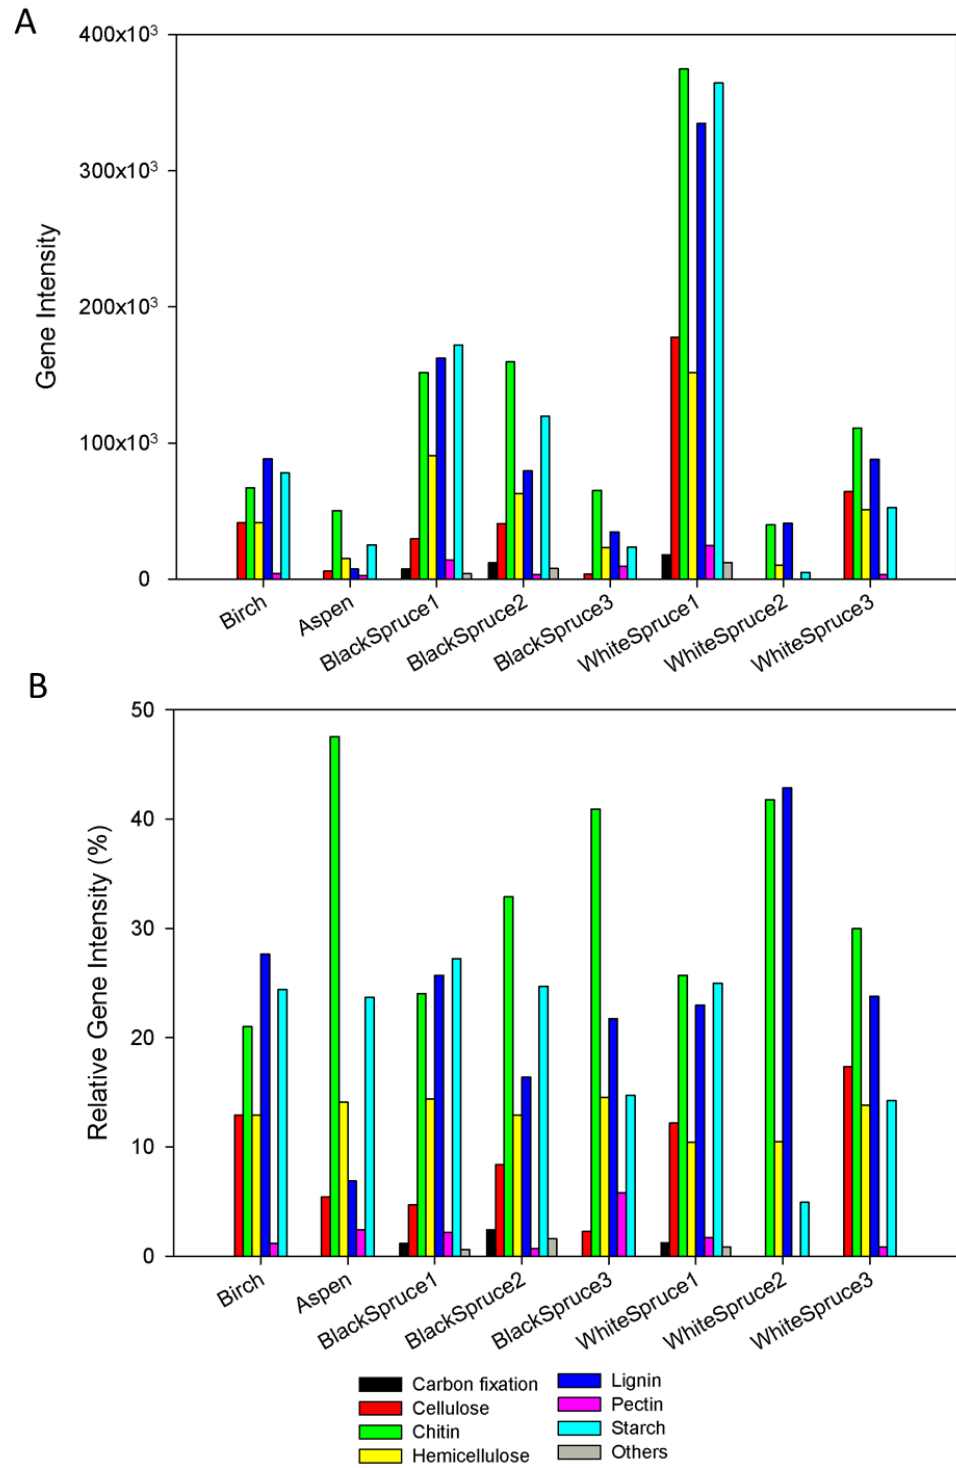 A
400x10³
300x10³
200x10³
100x10³
0
Gene Intensity
Birch
Aspen
BlackSpruce1
BlackSpruce2
BlackSpruce3
WhiteSpruce1
WhiteSpruce2
WhiteSpruce3
B
50
40
30
20
10
0
Relative Gene Intensity (%)
Birch
Aspen
BlackSpruce1
BlackSpruce2
BlackSpruce3
WhiteSpruce1
WhiteSpruce2
WhiteSpruce3
Carbon fixation
Cellulose
Chitin
Hemicellulose
Lignin
Pectin
Starch
Others